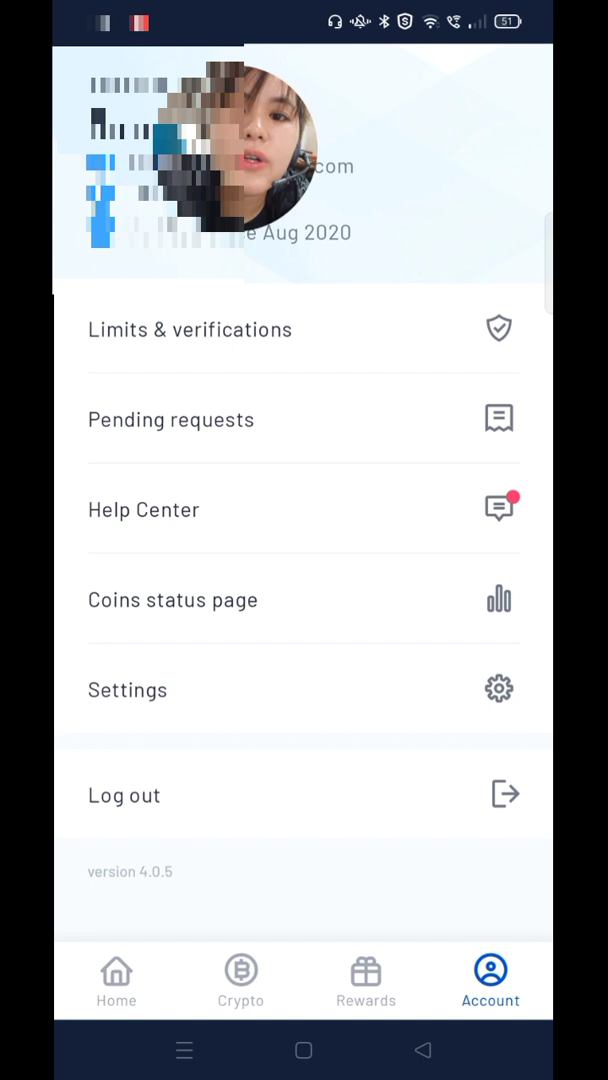 51
com
e Aug 2020
Limits & verifications
Pending requests
Help Center
Coins status page
Settings
Log out
version 4.0.5
Home
Crypto
Rewards
Account